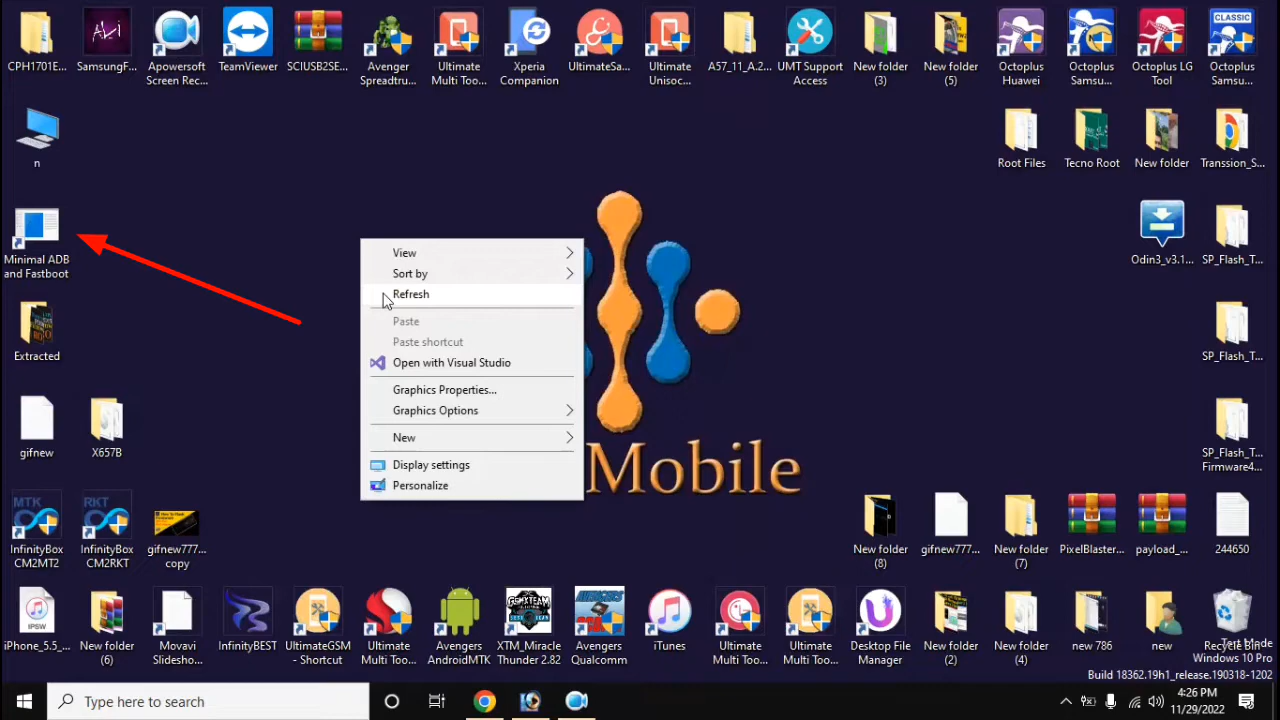 CPH1701E...
SamsungF...
Apowersoft
Screen Rec...
TeamViewer
SCIUSB2SE...
Avenger
Spreadtru...
Ultimate
Multi Too...
Xperia
Companion
UltimateSa...
Ultimate
Unisoc...
A57_11_A.2...
UMT Support
Access
New folder
(3)
New folder
(5)
Octoplus
Huawei
Octoplus
Samsu...
Octoplus LG
Tool
CLASSIC
Octoplus
Samsu...
n
Root Files
Tecno Root
New folder
Transsion_S...
Minimal ADB
and Fastboot
Odin3_v3.1...
SP_Flash_T...
View
Sort by
Refresh
Paste
Paste shortcut
Open with Visual Studio
Graphics Properties...
Graphics Options
New
Display settings
Personalize
Extracted
SP_Flash_T...
gifnew
X657B
Mobile
SP_Flash_T...
Firmware4...
MTK
InfinityBox
CM2MT2
RKT
InfinityBox
CM2RKT
gifnew777...
copy
New folder
(8)
gifnew777...
New folder
(7)
PixelBlaster...
payload_...
244650
IPSW
iPhone_5.5_...
New folder
(6)
Movavi
Slidesho...
InfinityBEST
UltimateGSM
- Shortcut
Ultimate
Multi Too...
Avengers
AndroidMTK
GSMXTEAM
XTM_Miracle
Thunder 2.82
AVENGERS
Avengers
Qualcomm
iTunes
Ultimate
Multi Too...
Ultimate
Multi Too...
Desktop File
Manager
New folder
(2)
New folder
(4)
new 786
new
Recycle Bin
Test Mode
Windows 10 Pro
Build 18362.19h1_release.190318-1202
Type here to search
4:26 PM
11/29/2022